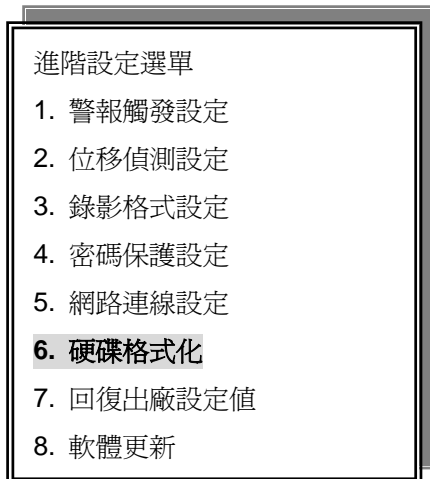 進階設定選單
1. 警報觸發設定
2. 位移偵測設定
3. 錄影格式設定
4. 密碼保護設定
5. 網路連線設定
6. 硬碟格式化
7. 回復出廠設定值
8. 軟體更新